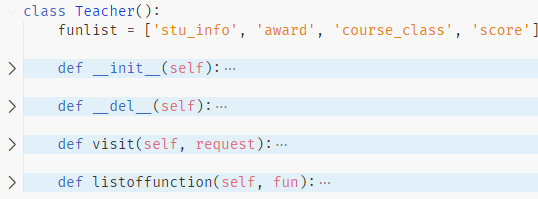 class Teacher():
    funlist = ['stu_info', 'award', 'course_class', 'score']
    def __init__(self):···
    def __del__(self):···
    def visit(self, request):···
    def listoffunction(self, fun):···